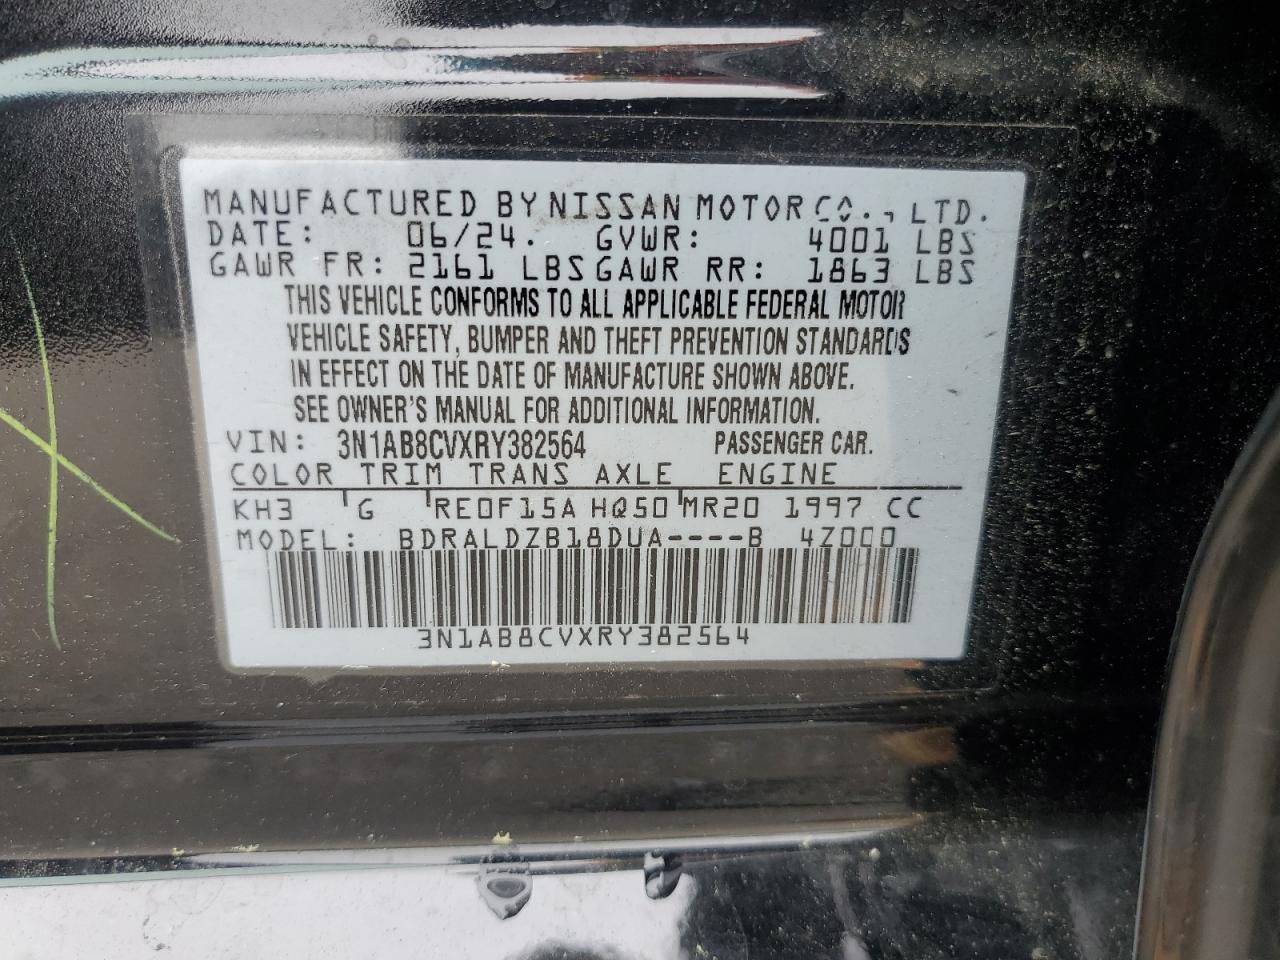 MANUFACTURED BY NISSAN MOTOR CO., LTD.
DATE: 06/24. GVWR: 4001 LBS
GAWR FR: 2161 LBS GAWR RR: 1863 LBS
THIS VEHICLE CONFORMS TO ALL APPLICABLE FEDERAL MOTOR
VEHICLE SAFETY, BUMPER AND THEFT PREVENTION STANDARDS
IN EFFECT ON THE DATE OF MANUFACTURE SHOWN ABOVE.
SEE OWNER'S MANUAL FOR ADDITIONAL INFORMATION.
VIN: 3N1AB8CVXRY382564 PASSENGER CAR.
COLOR TRIM TRANS AXLE ENGINE
KH3 G RE0F15A HQ50 MR20 1997 CC
MODEL: BDRALDZB18DUA----B 4Z000
3N1AB8CVXRY382564